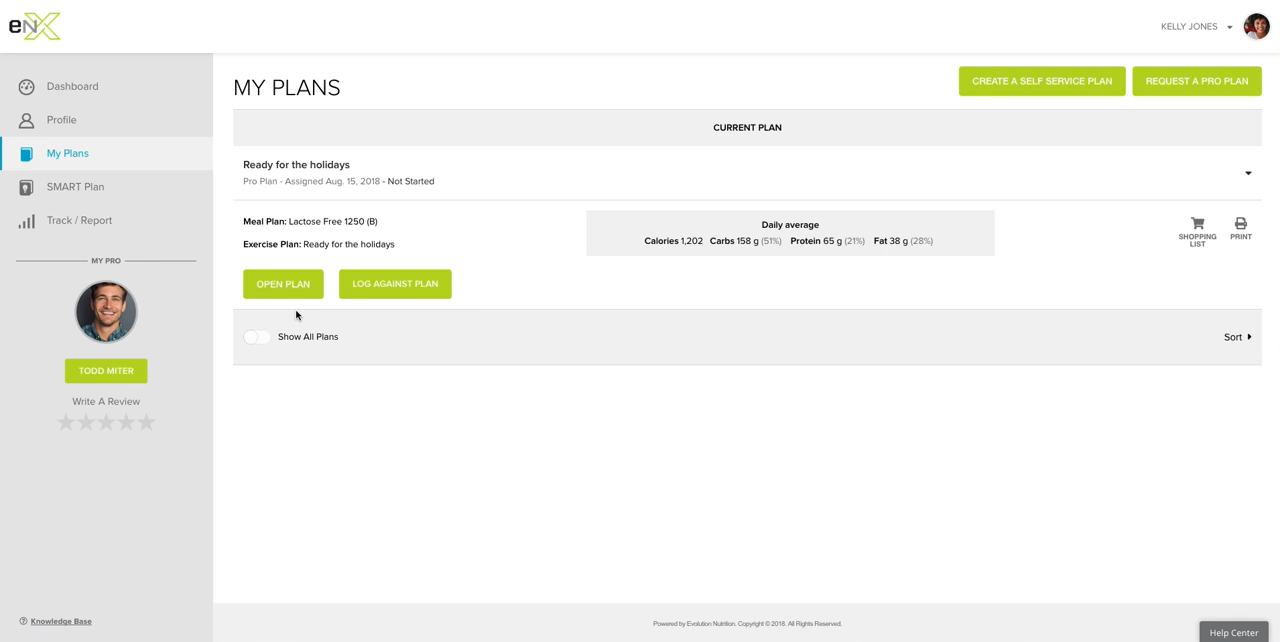 eNX
KELLY JONES
Dashboard
Profile
My Plans
SMART Plan
Track / Report
MY PRO
TODD MITER
Write A Review
Knowledge Base
MY PLANS
CREATE A SELF SERVICE PLAN
REQUEST A PRO PLAN
CURRENT PLAN
Ready for the holidays
Pro Plan - Assigned Aug. 15, 2018 - Not Started
Meal Plan: Lactose Free 1250 (B)
Exercise Plan: Ready for the holidays
Daily average
Calories 1,202 Carbs 158 g (51%) Protein 65 g (21%) Fat 38 g (28%)
SHOPPING
LIST
PRINT
OPEN PLAN
LOG AGAINST PLAN
Show All Plans
Sort
Powered by Evolution Nutrition. Copyright © 2018. All Rights Reserved.
Help Center